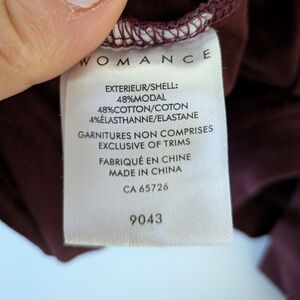 WOMANCE
EXTERIEUR/SHELL:
48%MODAL
48%COTTON/COTON
4%ÉLASTHANNE/ELASTANE
GARNITURES NON COMPRISES
EXCLUSIVE OF TRIMS
FABRIQUÉ EN CHINE
MADE IN CHINA
CA 65726
9043